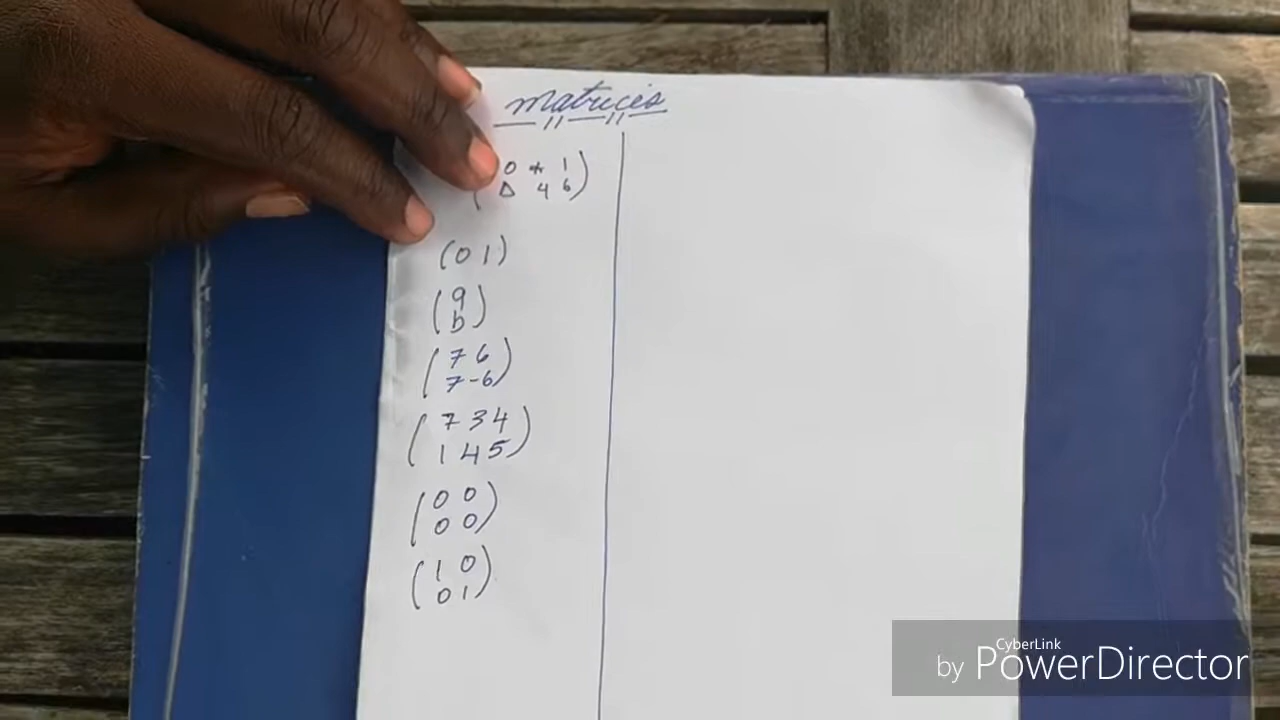 matrices
0 * 1
Δ 4 6
(0 1)
(9
b)
(7 6
7 -6)
(7 3 4
1 4 5)
(0 0
0 0)
(1 0
0 1)
CyberLink
by PowerDirector